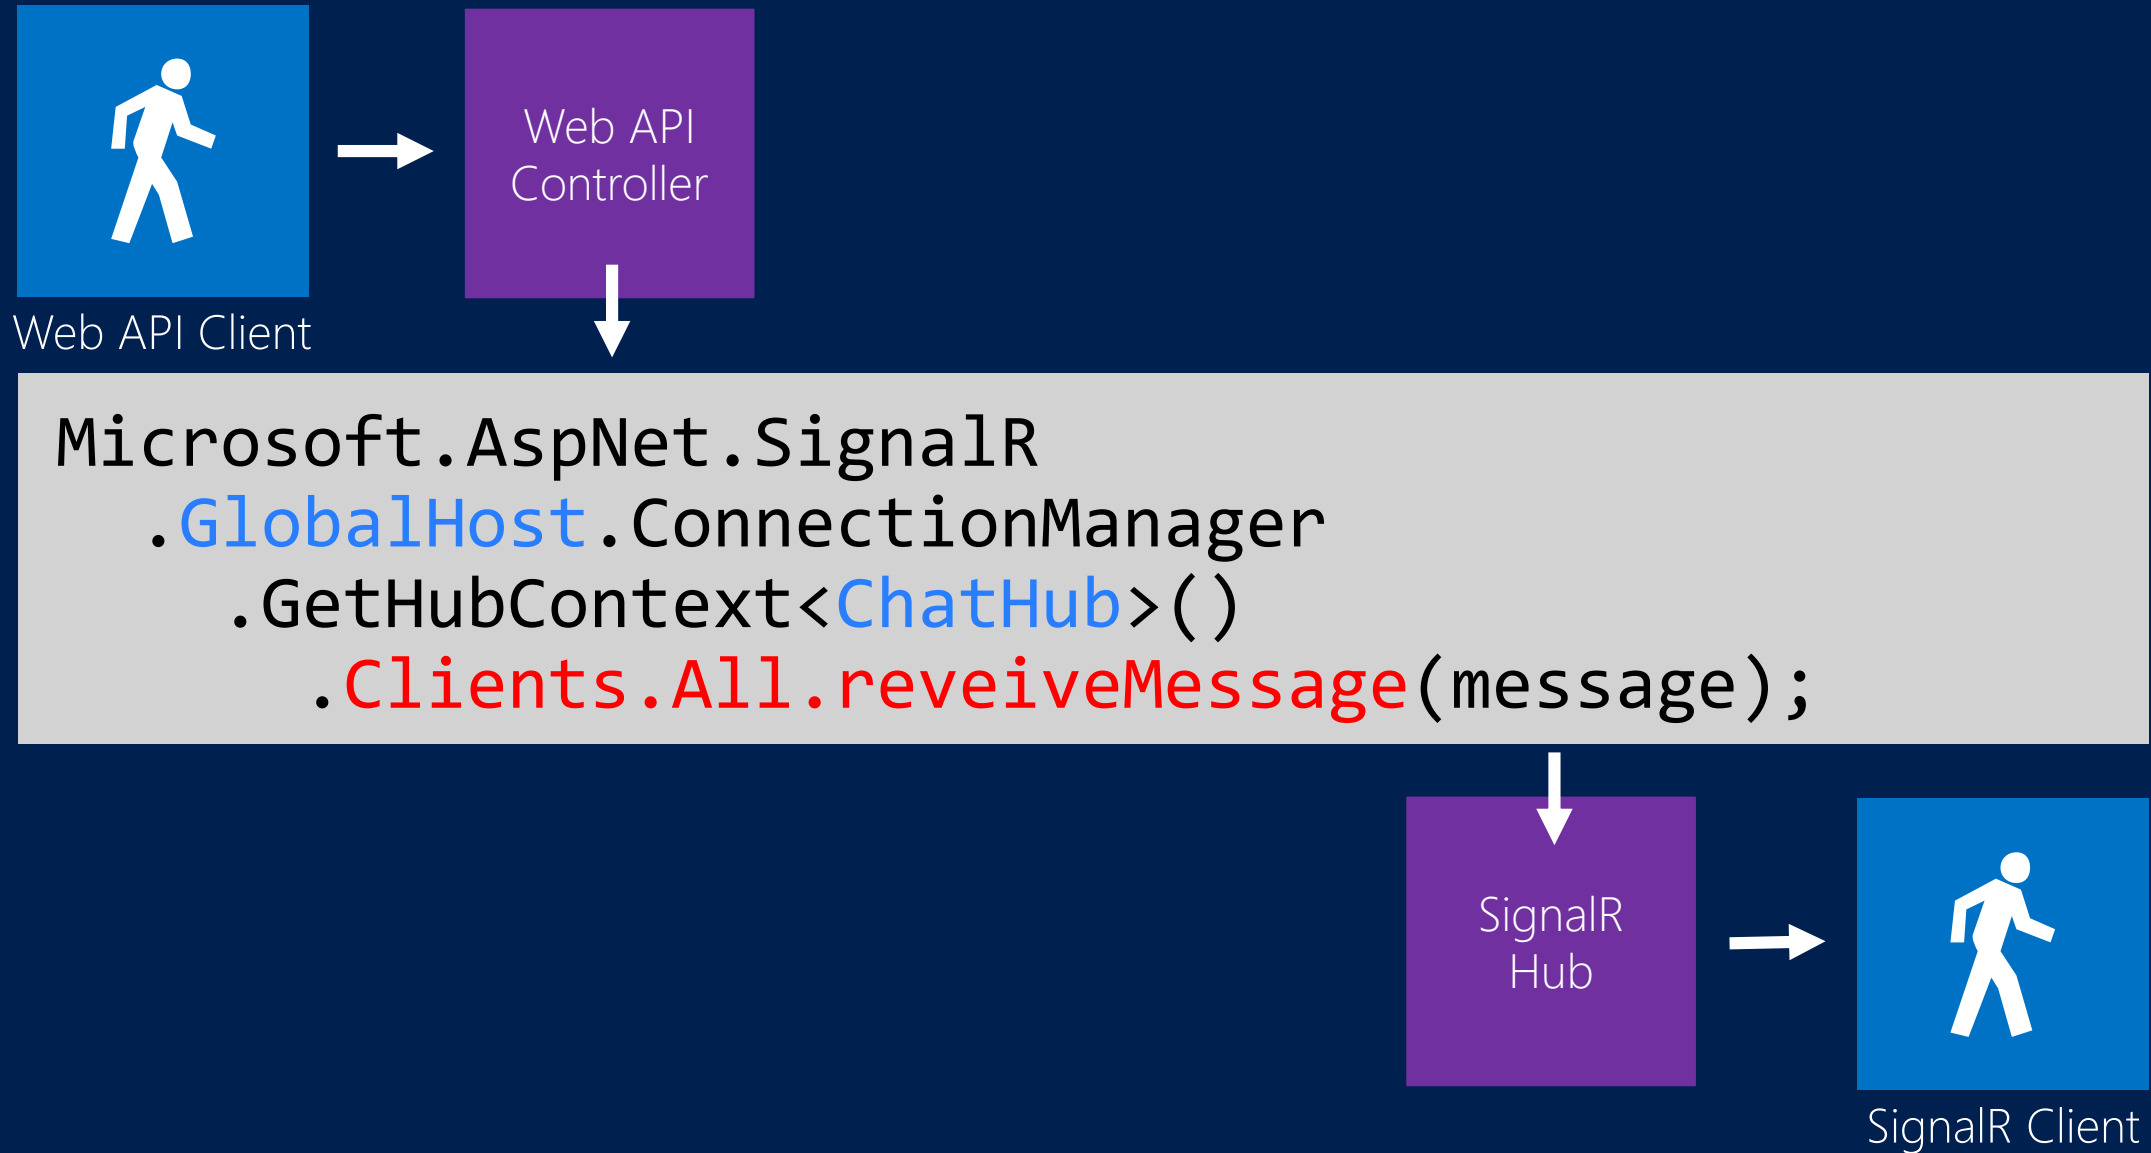 Web API
Controller
Web API Client
Microsoft.AspNet.SignalR
.GlobalHost.ConnectionManager
.GetHubContext<ChatHub>()
.Clients.All.reveiveMessage(message);
SignalR
Hub
SignalR Client